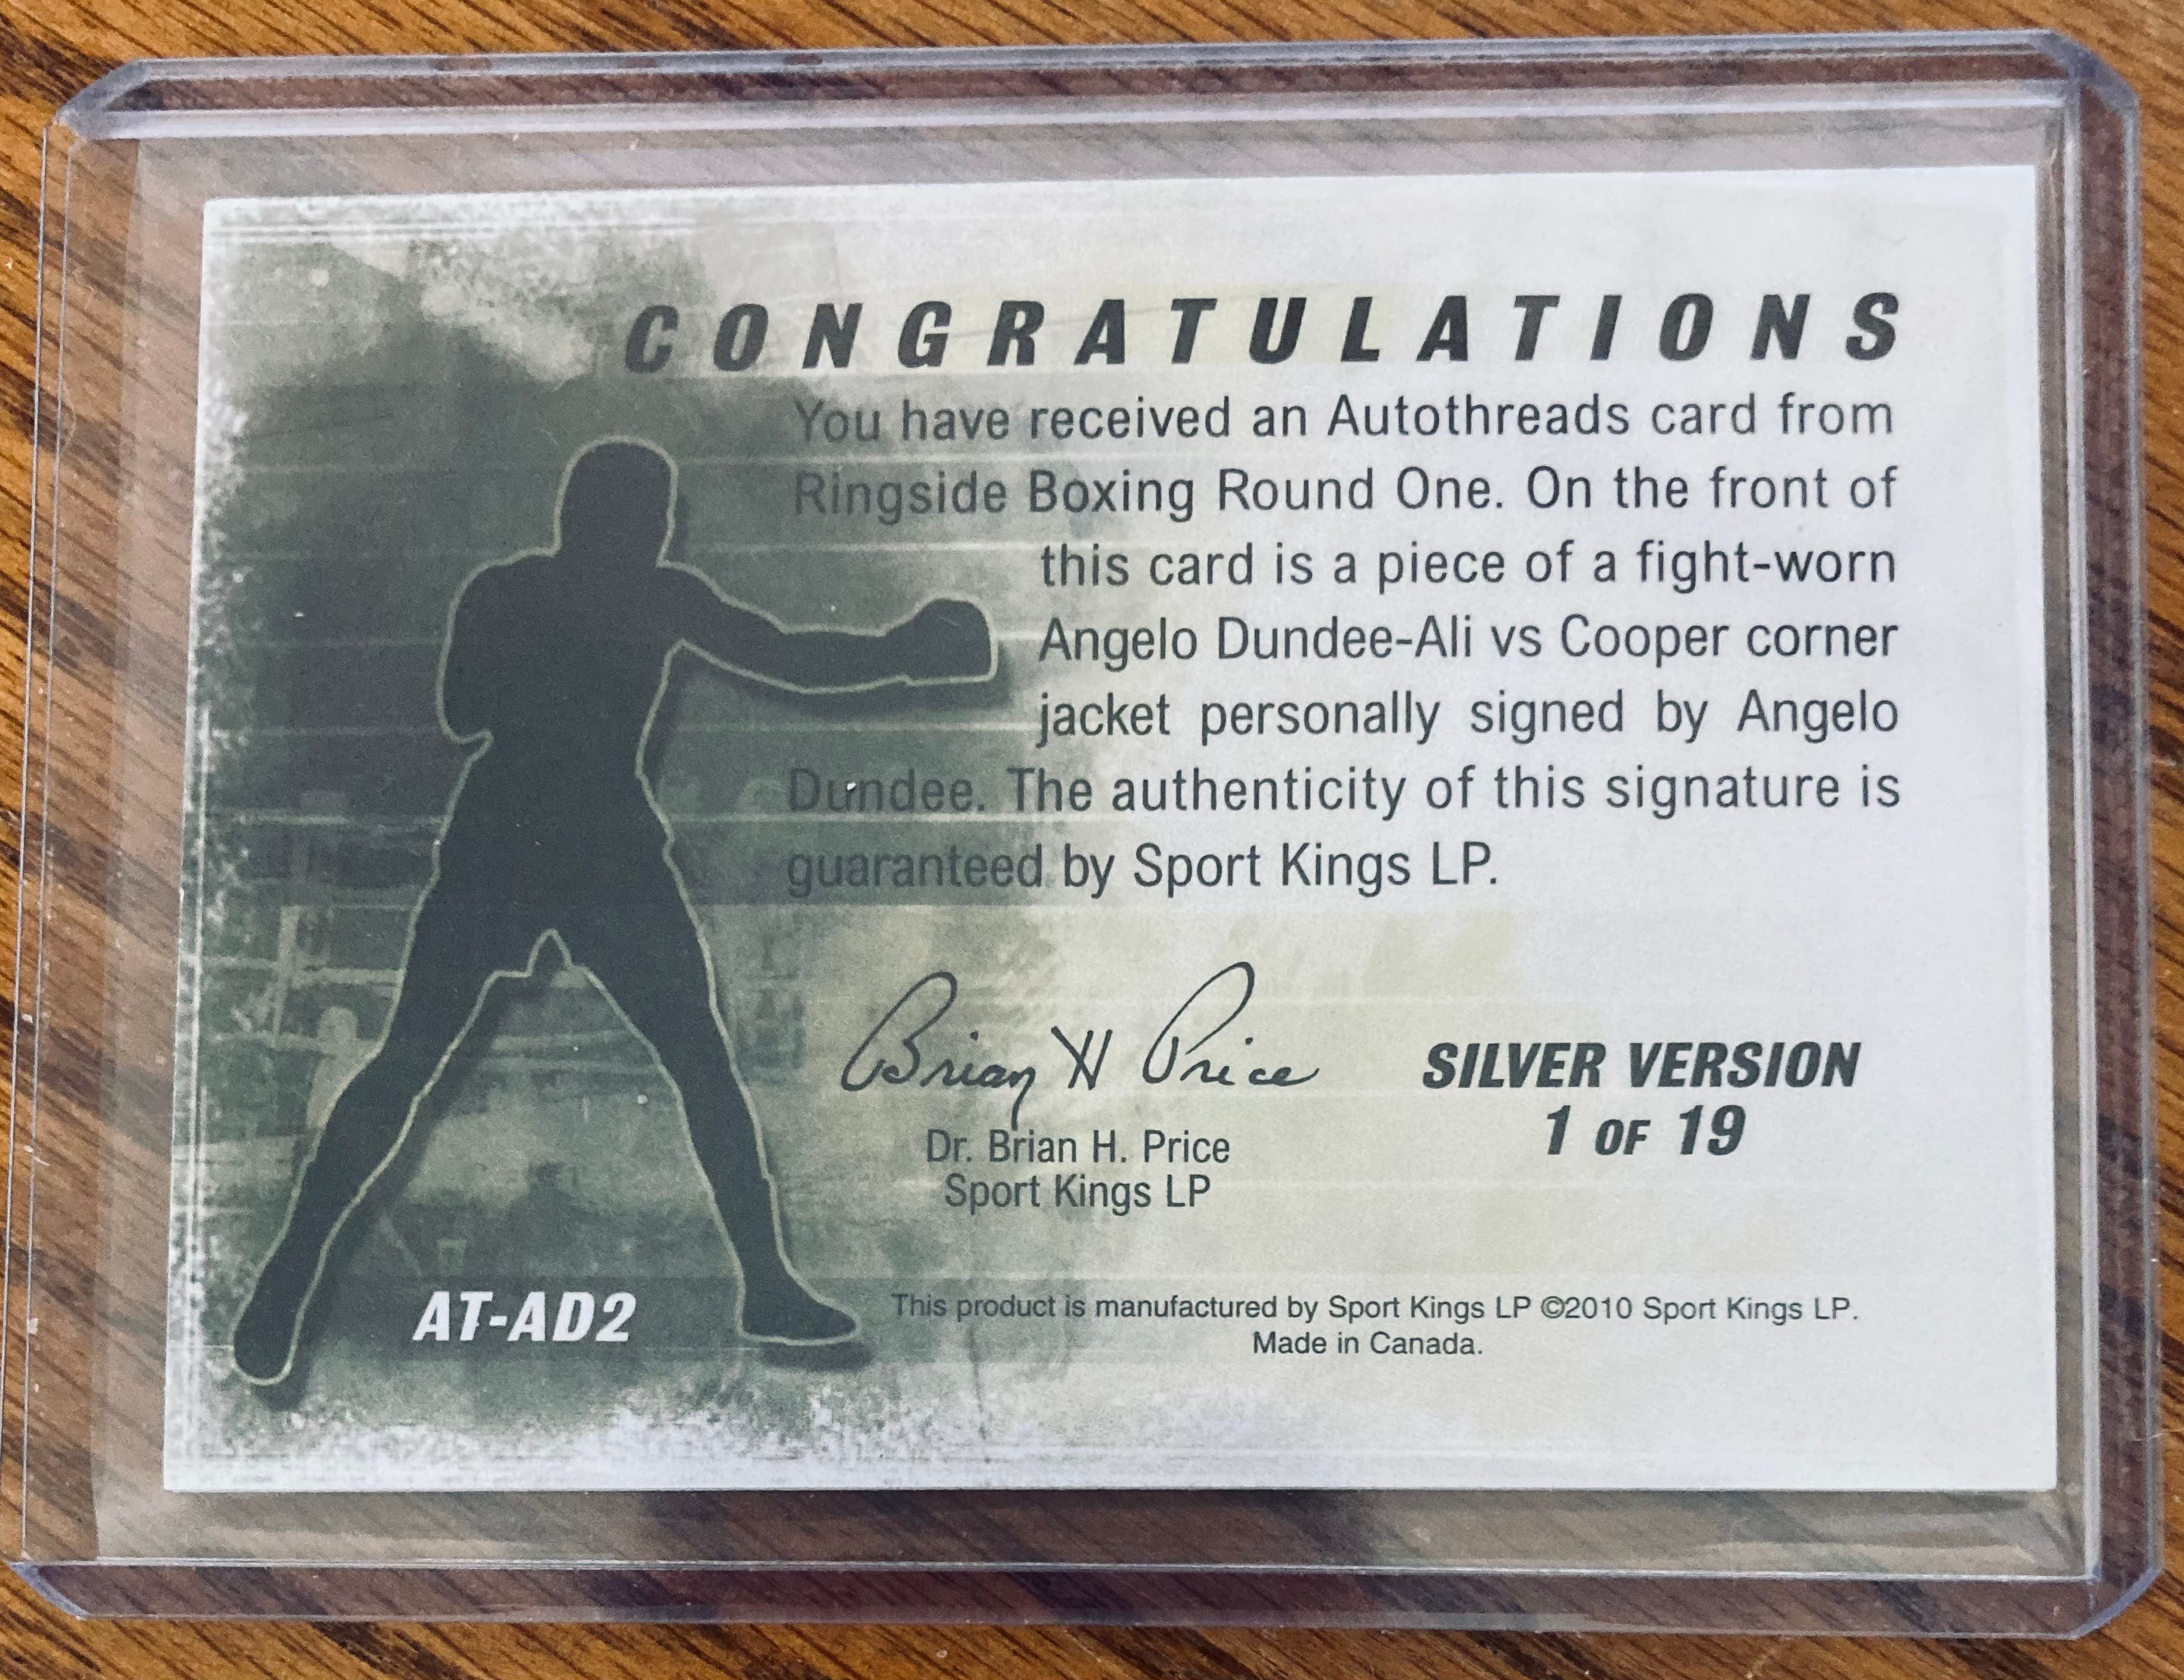 CONGRATULATIONS
You have received an Autothreads card from
Ringside Boxing Round One. On the front of
this card is a piece of a fight-worn
Angelo Dundee-Ali vs Cooper corner
jacket personally signed by Angelo
Dundee. The authenticity of this signature is
guaranteed by Sport Kings LP.
Brian H Price
Dr. Brian H. Price
Sport Kings LP
SILVER VERSION
1 OF 19
AT-AD2
This product is manufactured by Sport Kings LP ©2010 Sport Kings LP.
Made in Canada.